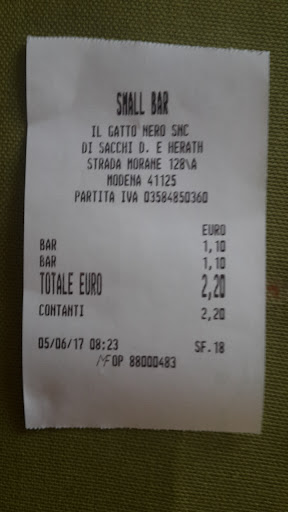 SMALL BAR
IL GATTO NERO SNC
DI SACCHI D. E HERATH
STRADA MORANE 128\A
MODENA 41125
PARTITA IVA 03584850360
EURO
BAR 1,10
BAR 1,10
TOTALE EURO 2,20
CONTANTI 2,20
05/06/17 08:23 SF.18
MF OP 88000483